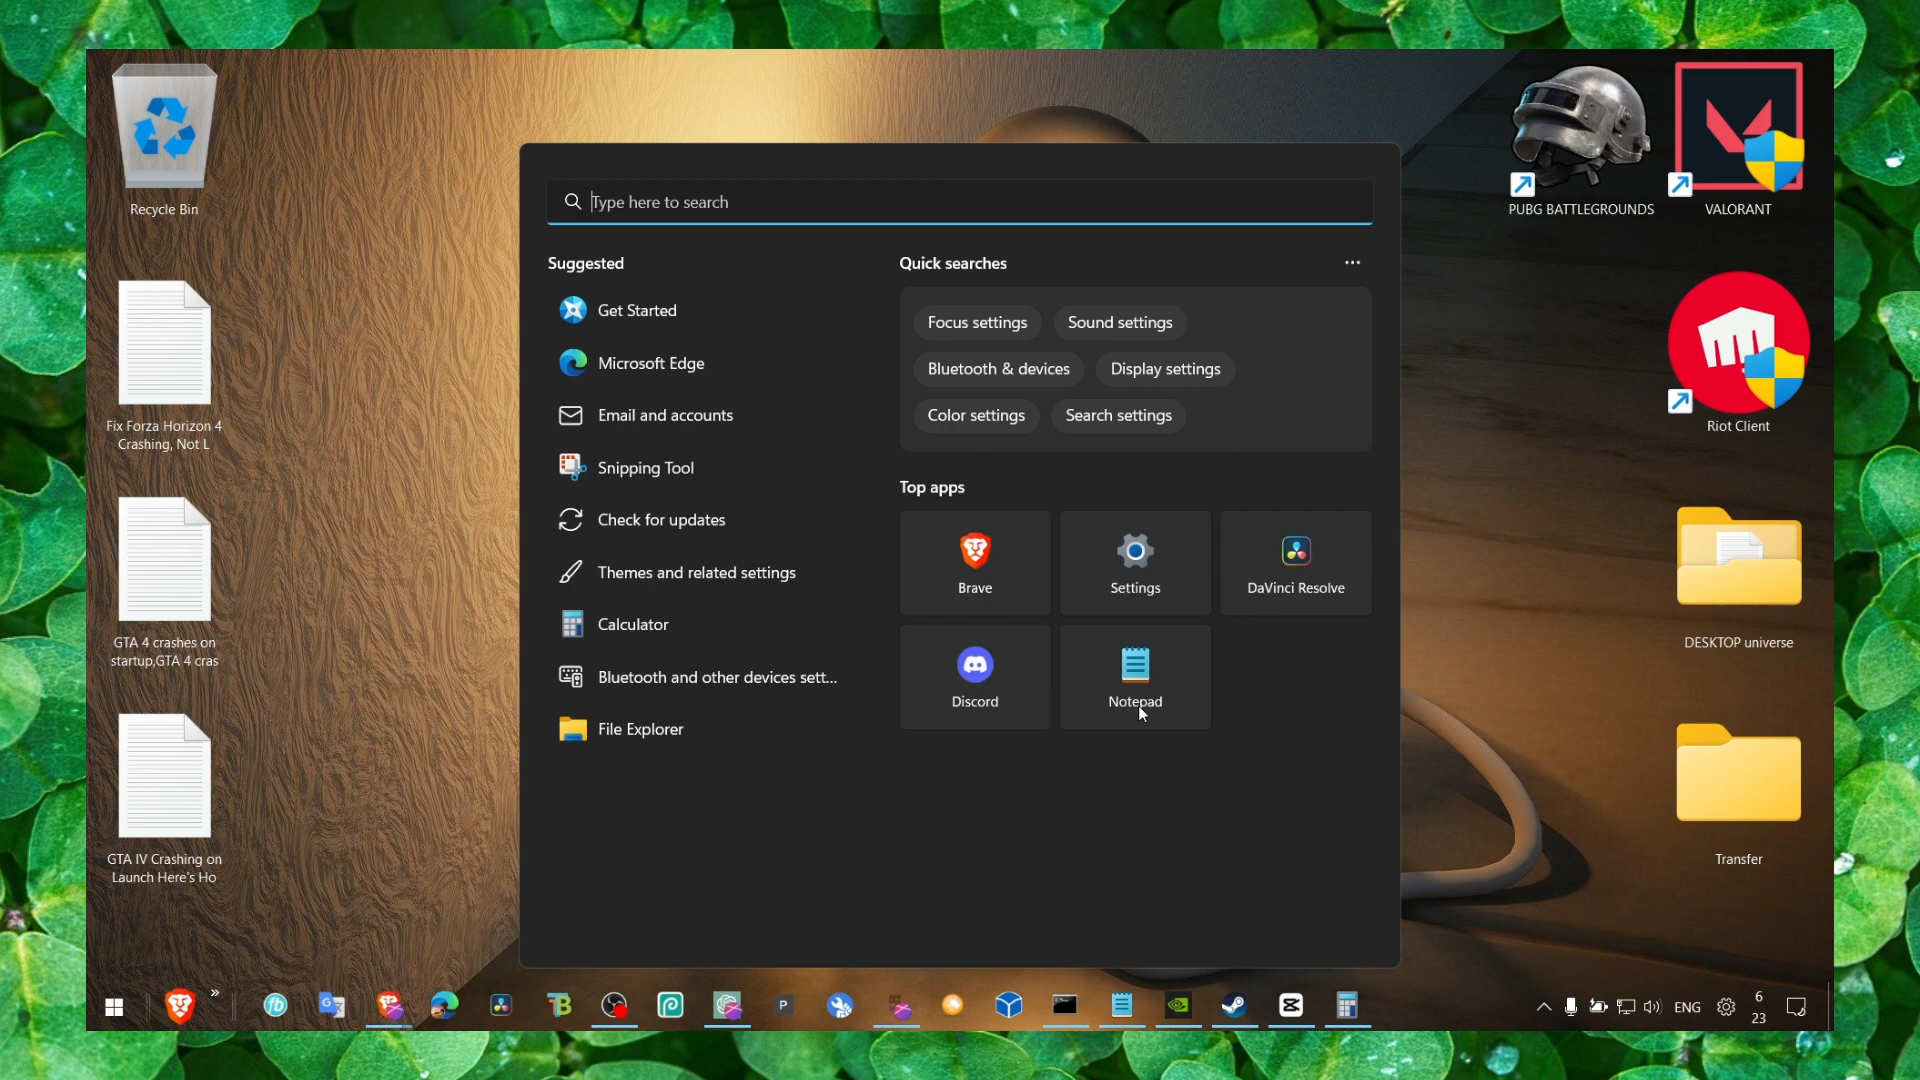 Recycle Bin
Fix Forza Horizon 4
Crashing, Not L
GTA 4 crashes on
startup,GTA 4 cras
GTA IV Crashing on
Launch Here's Ho
Type here to search
Suggested
Get Started
Microsoft Edge
Email and accounts
Snipping Tool
Check for updates
Themes and related settings
Calculator
Bluetooth and other devices sett...
File Explorer
Quick searches
Focus settings
Sound settings
Bluetooth & devices
Display settings
Color settings
Search settings
Top apps
Brave
Settings
DaVinci Resolve
Discord
Notepad
PUBG BATTLEGROUNDS
VALORANT
Riot Client
DESKTOP universe
Transfer
fb
G
TB
P
ENG
6
23